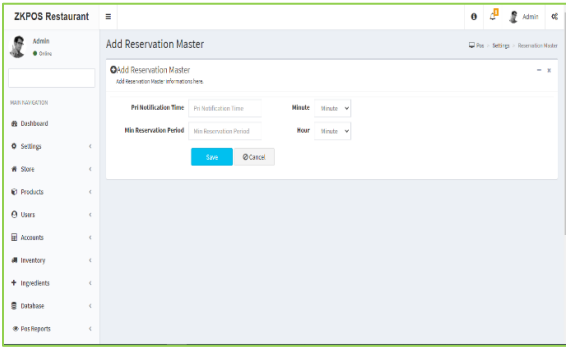 ZKPOS Restaurant
Admin
Admin
Online
Add Reservation Master
Pos - Settings - Reservation Master
Add Reservation Master
Add Reservation Master informations here.
MAIN NAVIGATION
Pri Notification Time Pri Notification Time Minute Minute
Min Reservation Period Min Reservation Period Hour Minute
Save Cancel
Dashboard
Settings
Store
Products
Users
Accounts
Inventory
Ingredients
Database
Pos Reports